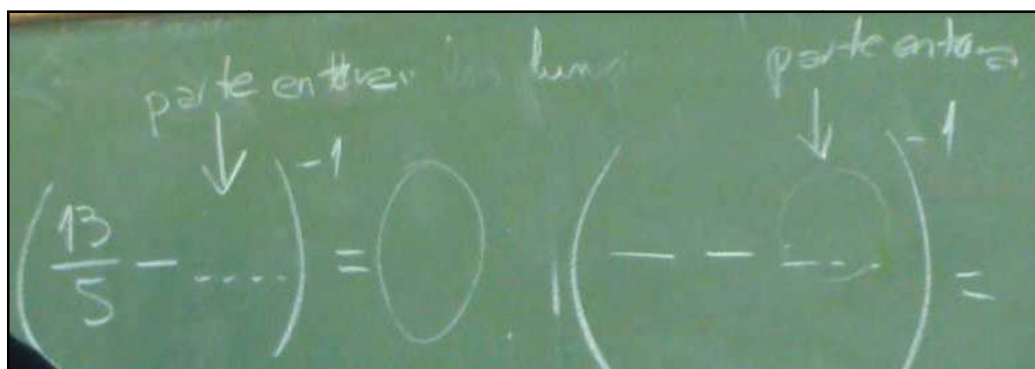 parte entera parte entera
( 13/5 - ..... )^-1 = , ( — - ..... )^-1 =